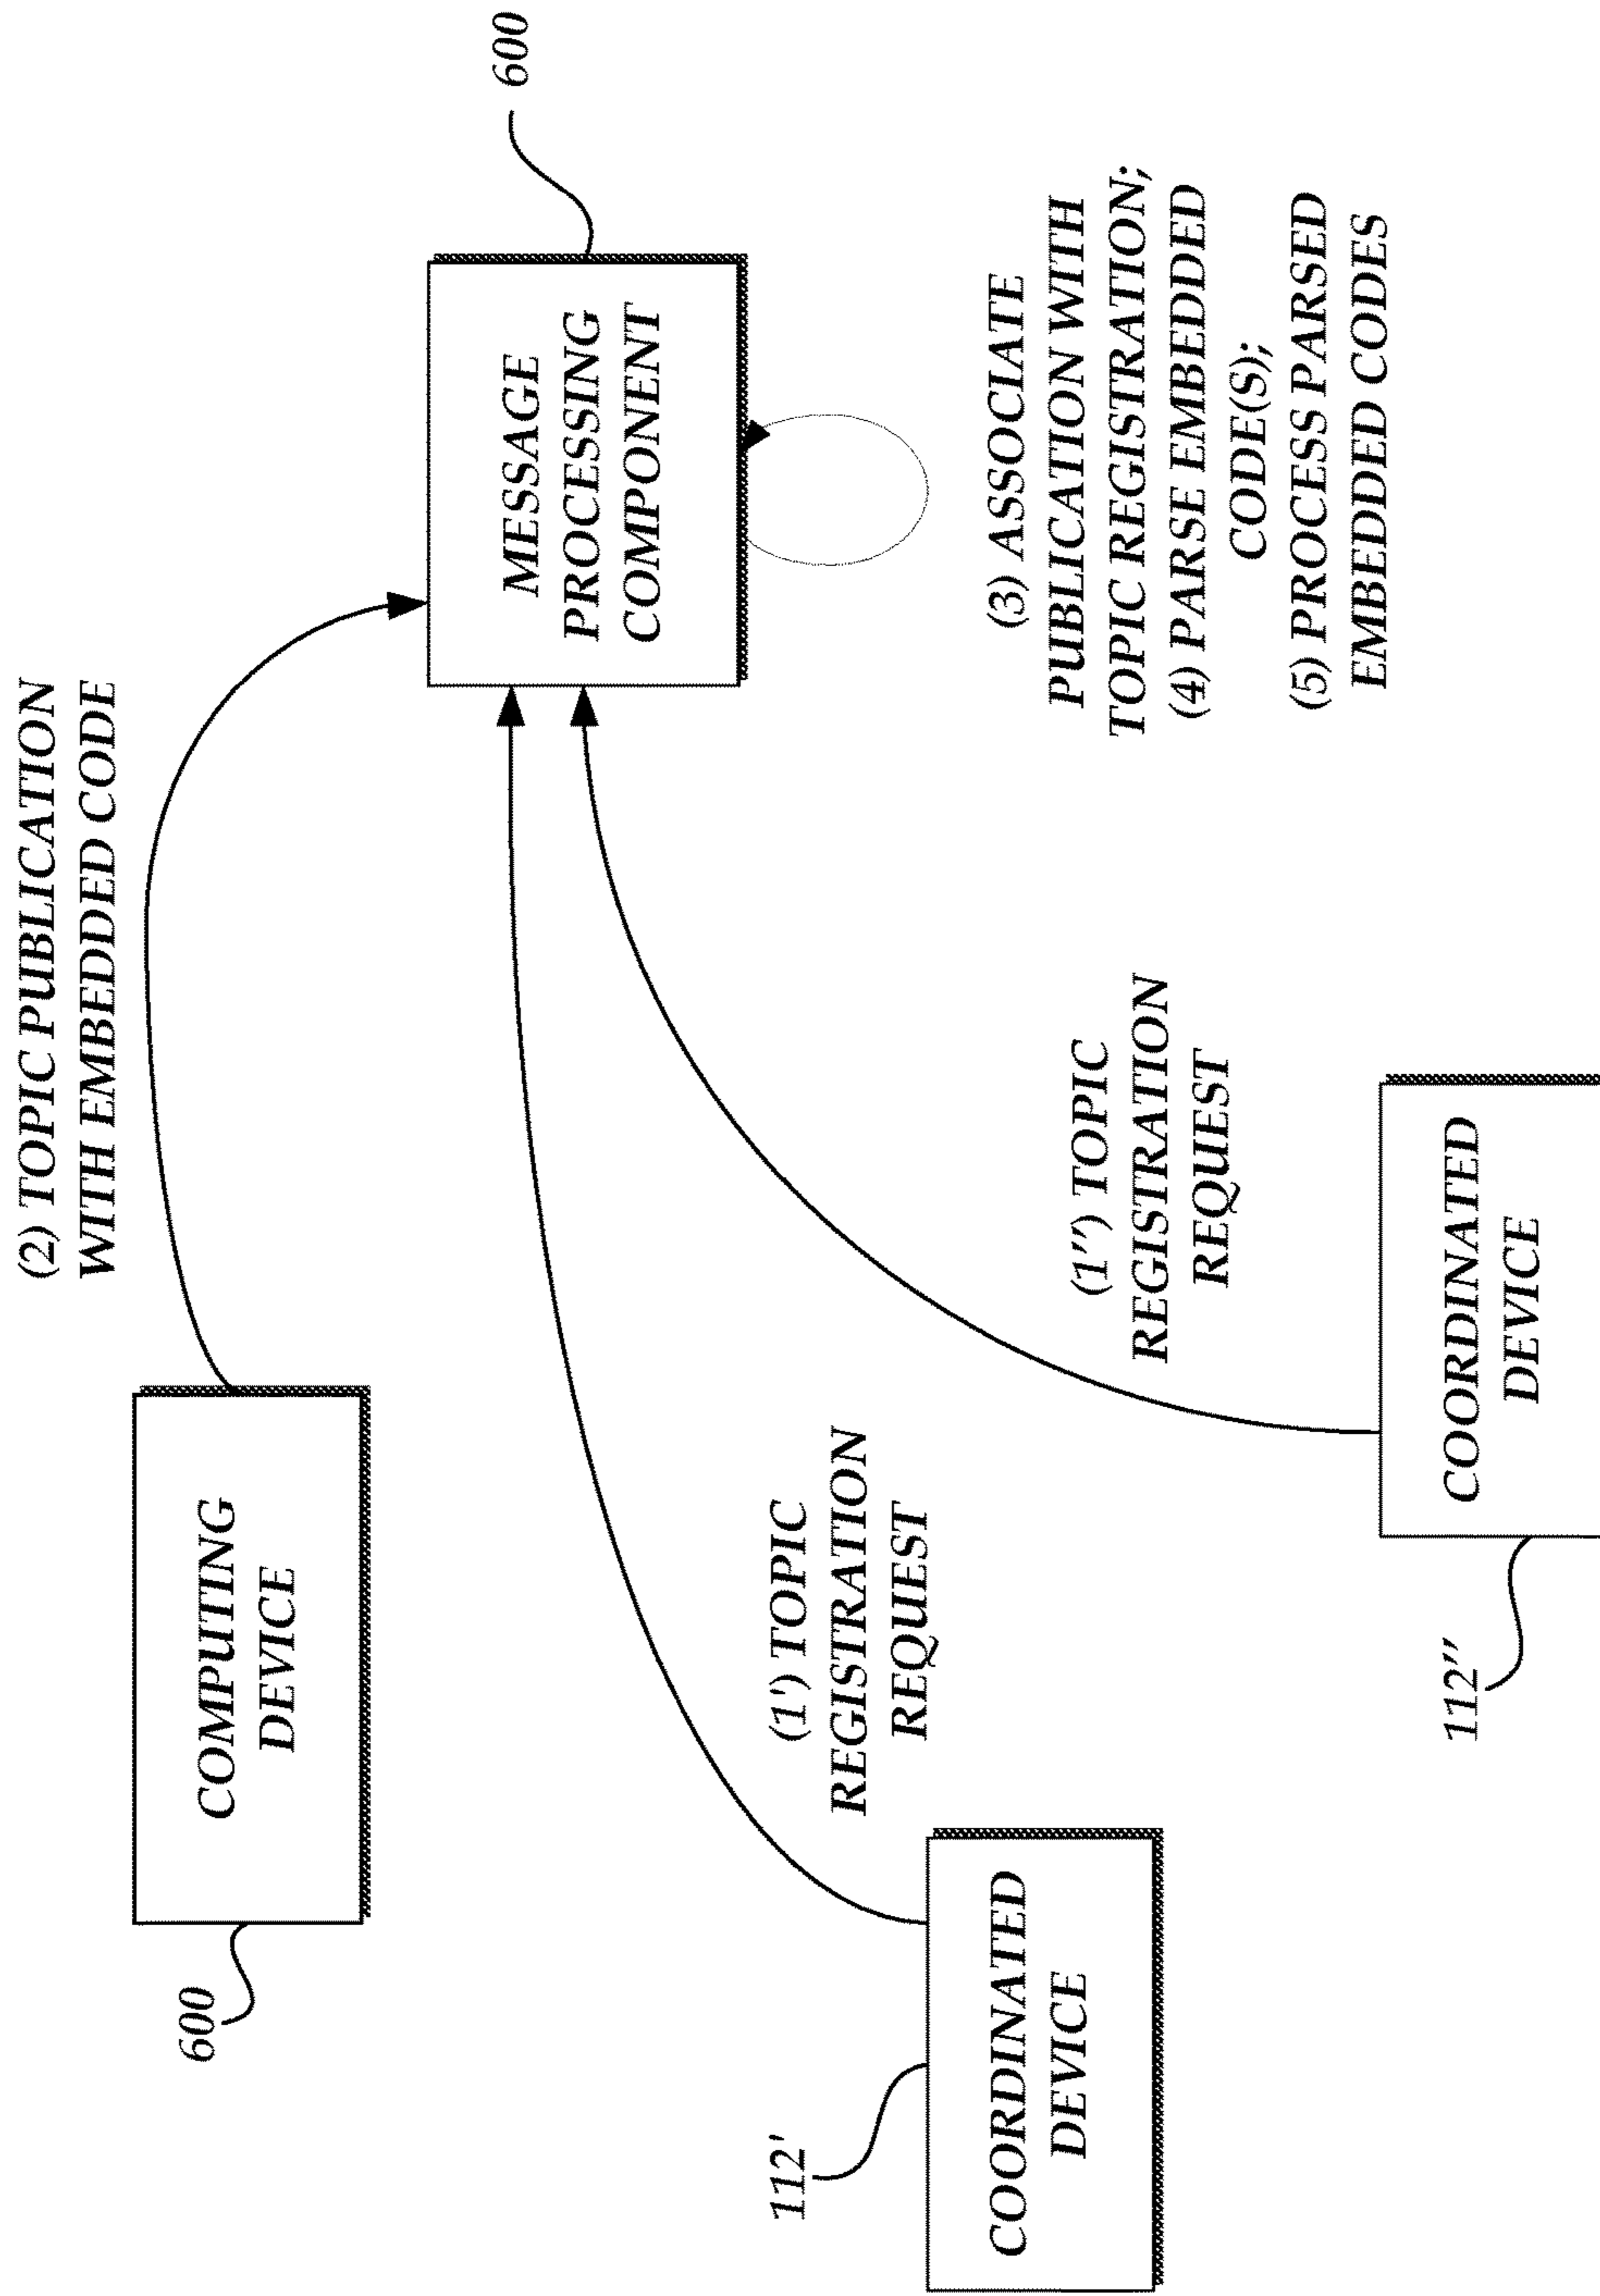 (2) TOPIC PUBLICATION
WITH EMBEDDED CODE
600
COMPUTING
DEVICE
600
MESSAGE
PROCESSING
COMPONENT
(1') TOPIC
REGISTRATION
REQUEST
112'
COORDINATED
DEVICE
(1'') TOPIC
REGISTRATION
REQUEST
(3) ASSOCIATE
PUBLICATION WITH
TOPIC REGISTRATION;
(4) PARSE EMBEDDED
CODE(S);
(5) PROCESS PARSED
EMBEDDED CODES
112''
COORDINATED
DEVICE